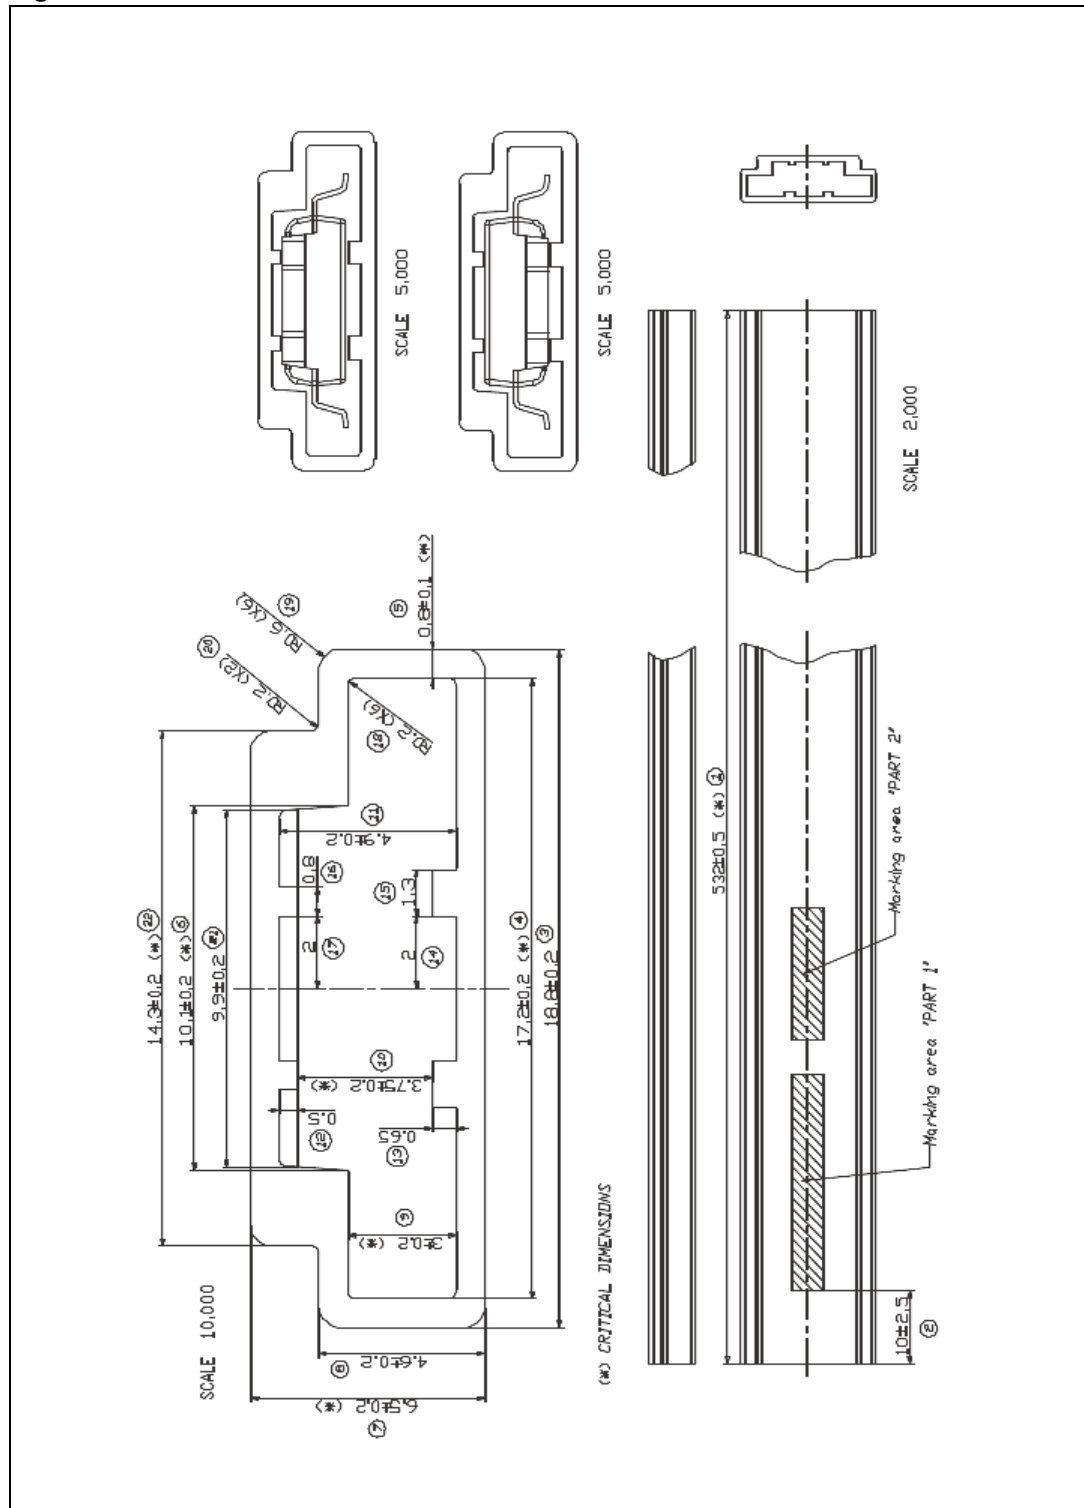 SCALE 5,000
SCALE 5,000
SCALE 2,000
SCALE 10,000
R0,6 (X6) 19
R0,2 (X2) 20
0,8±0,1 (*) 5
R0.2 (X6) 18
14,3±0,2 (*) 22
10,1±0,2 (*) 6
9,9±0,2 21
4.9±0.2 11
0,8 16
1,3 15
2 17
2 14
17,2±0,2 (*) 4
18,8±0,2 3
3.75±0.2 (*) 10
0.5 12
0.65 13
3±0.2 (*) 9
4.6±0.2 8
6.5±0.2 (*) 7
532±0,5 (*) 1
10±2,5 2
Marking area 'PART 2'
Marking area 'PART 1'
(*) CRITICAL DIMENSIONS